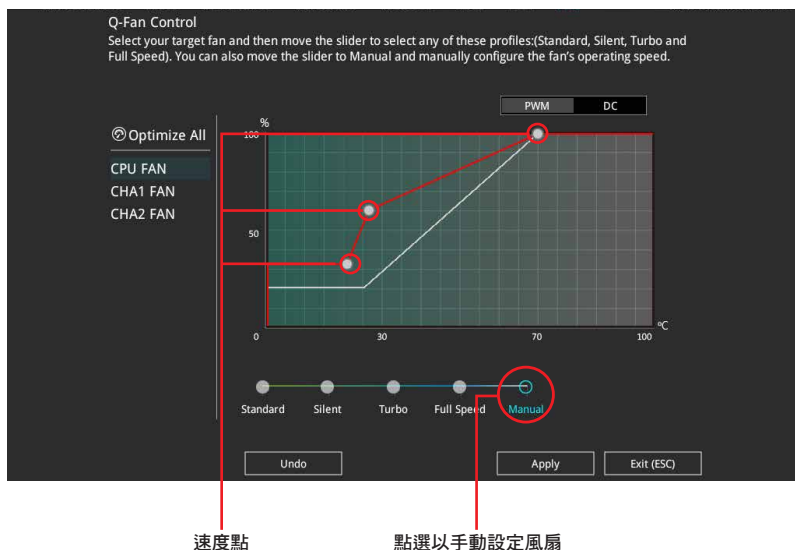 Q-Fan Control
Select your target fan and then move the slider to select any of these profiles:(Standard, Silent, Turbo and
Full Speed). You can also move the slider to Manual and manually configure the fan's operating speed.
PWM DC
Optimize All
CPU FAN
CHA1 FAN
CHA2 FAN
%
100
50
0 30 70 100 ºC
Standard Silent Turbo Full Speed Manual
Undo Apply Exit (ESC)
速度點 點選以手動設定風扇